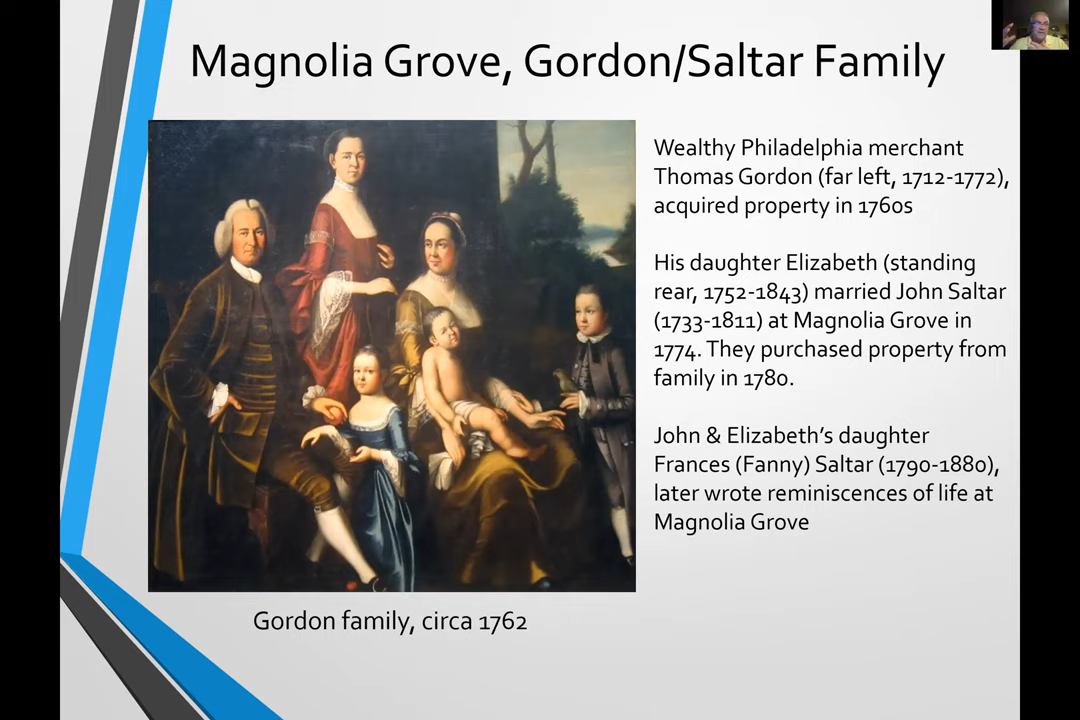 Magnolia Grove, Gordon/Saltar Family
Wealthy Philadelphia merchant
Thomas Gordon (far left, 1712-1772),
acquired property in 1760s
His daughter Elizabeth (standing
rear, 1752-1843) married John Saltar
(1733-1811) at Magnolia Grove in
1774. They purchased property from
family in 1780.
John & Elizabeth’s daughter
Frances (Fanny) Saltar (1790-1880),
later wrote reminiscences of life at
Magnolia Grove
Gordon family, circa 1762